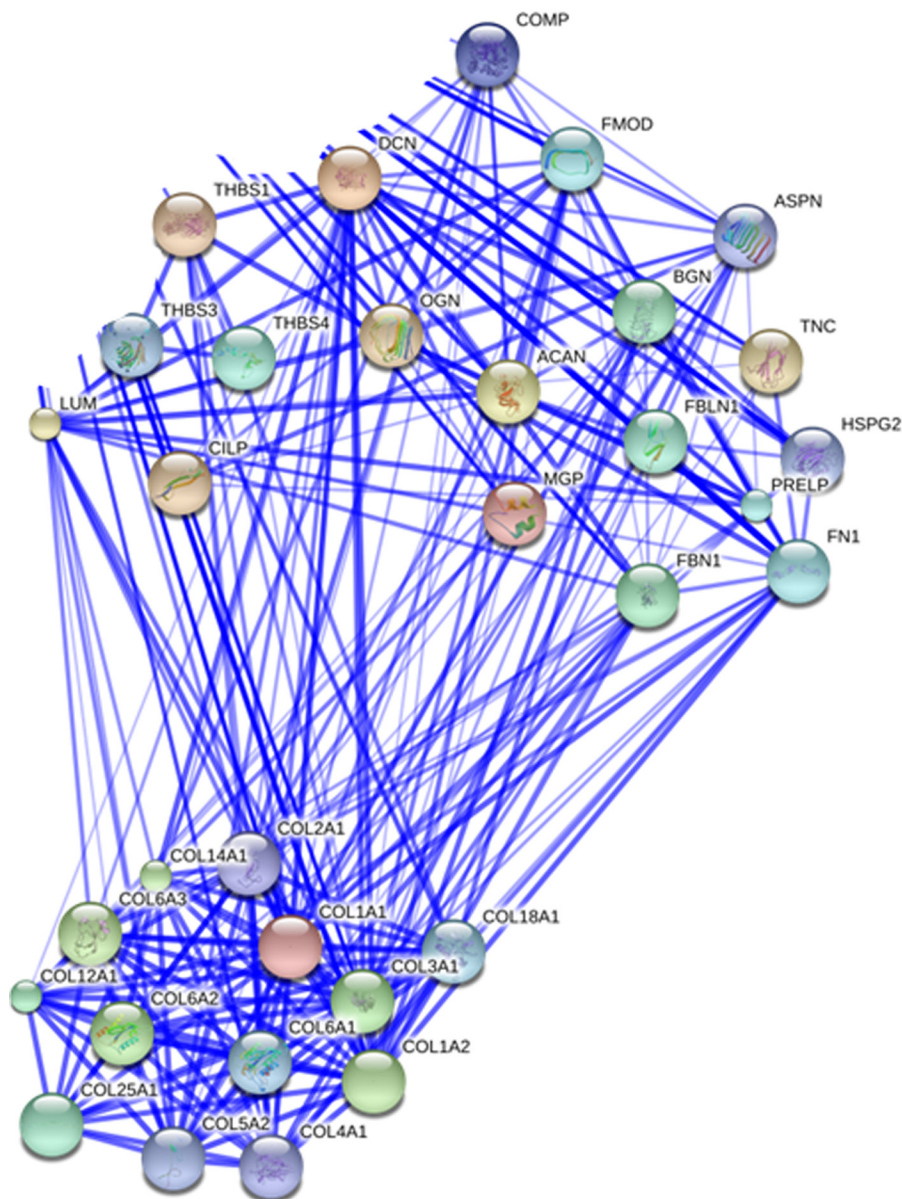 COMP
FMOD
DCN
THBS1
ASPN
BGN
OGN
THBS3
THBS4
TNC
ACAN
LUM
FBLN1
HSPG2
CILP
MGP
PRELP
FN1
FBN1
COL2A1
COL14A1
COL6A3
COL1A1
COL18A1
COL3A1
COL12A1
COL6A2
COL6A1
COL1A2
COL25A1
COL5A2
COL4A1